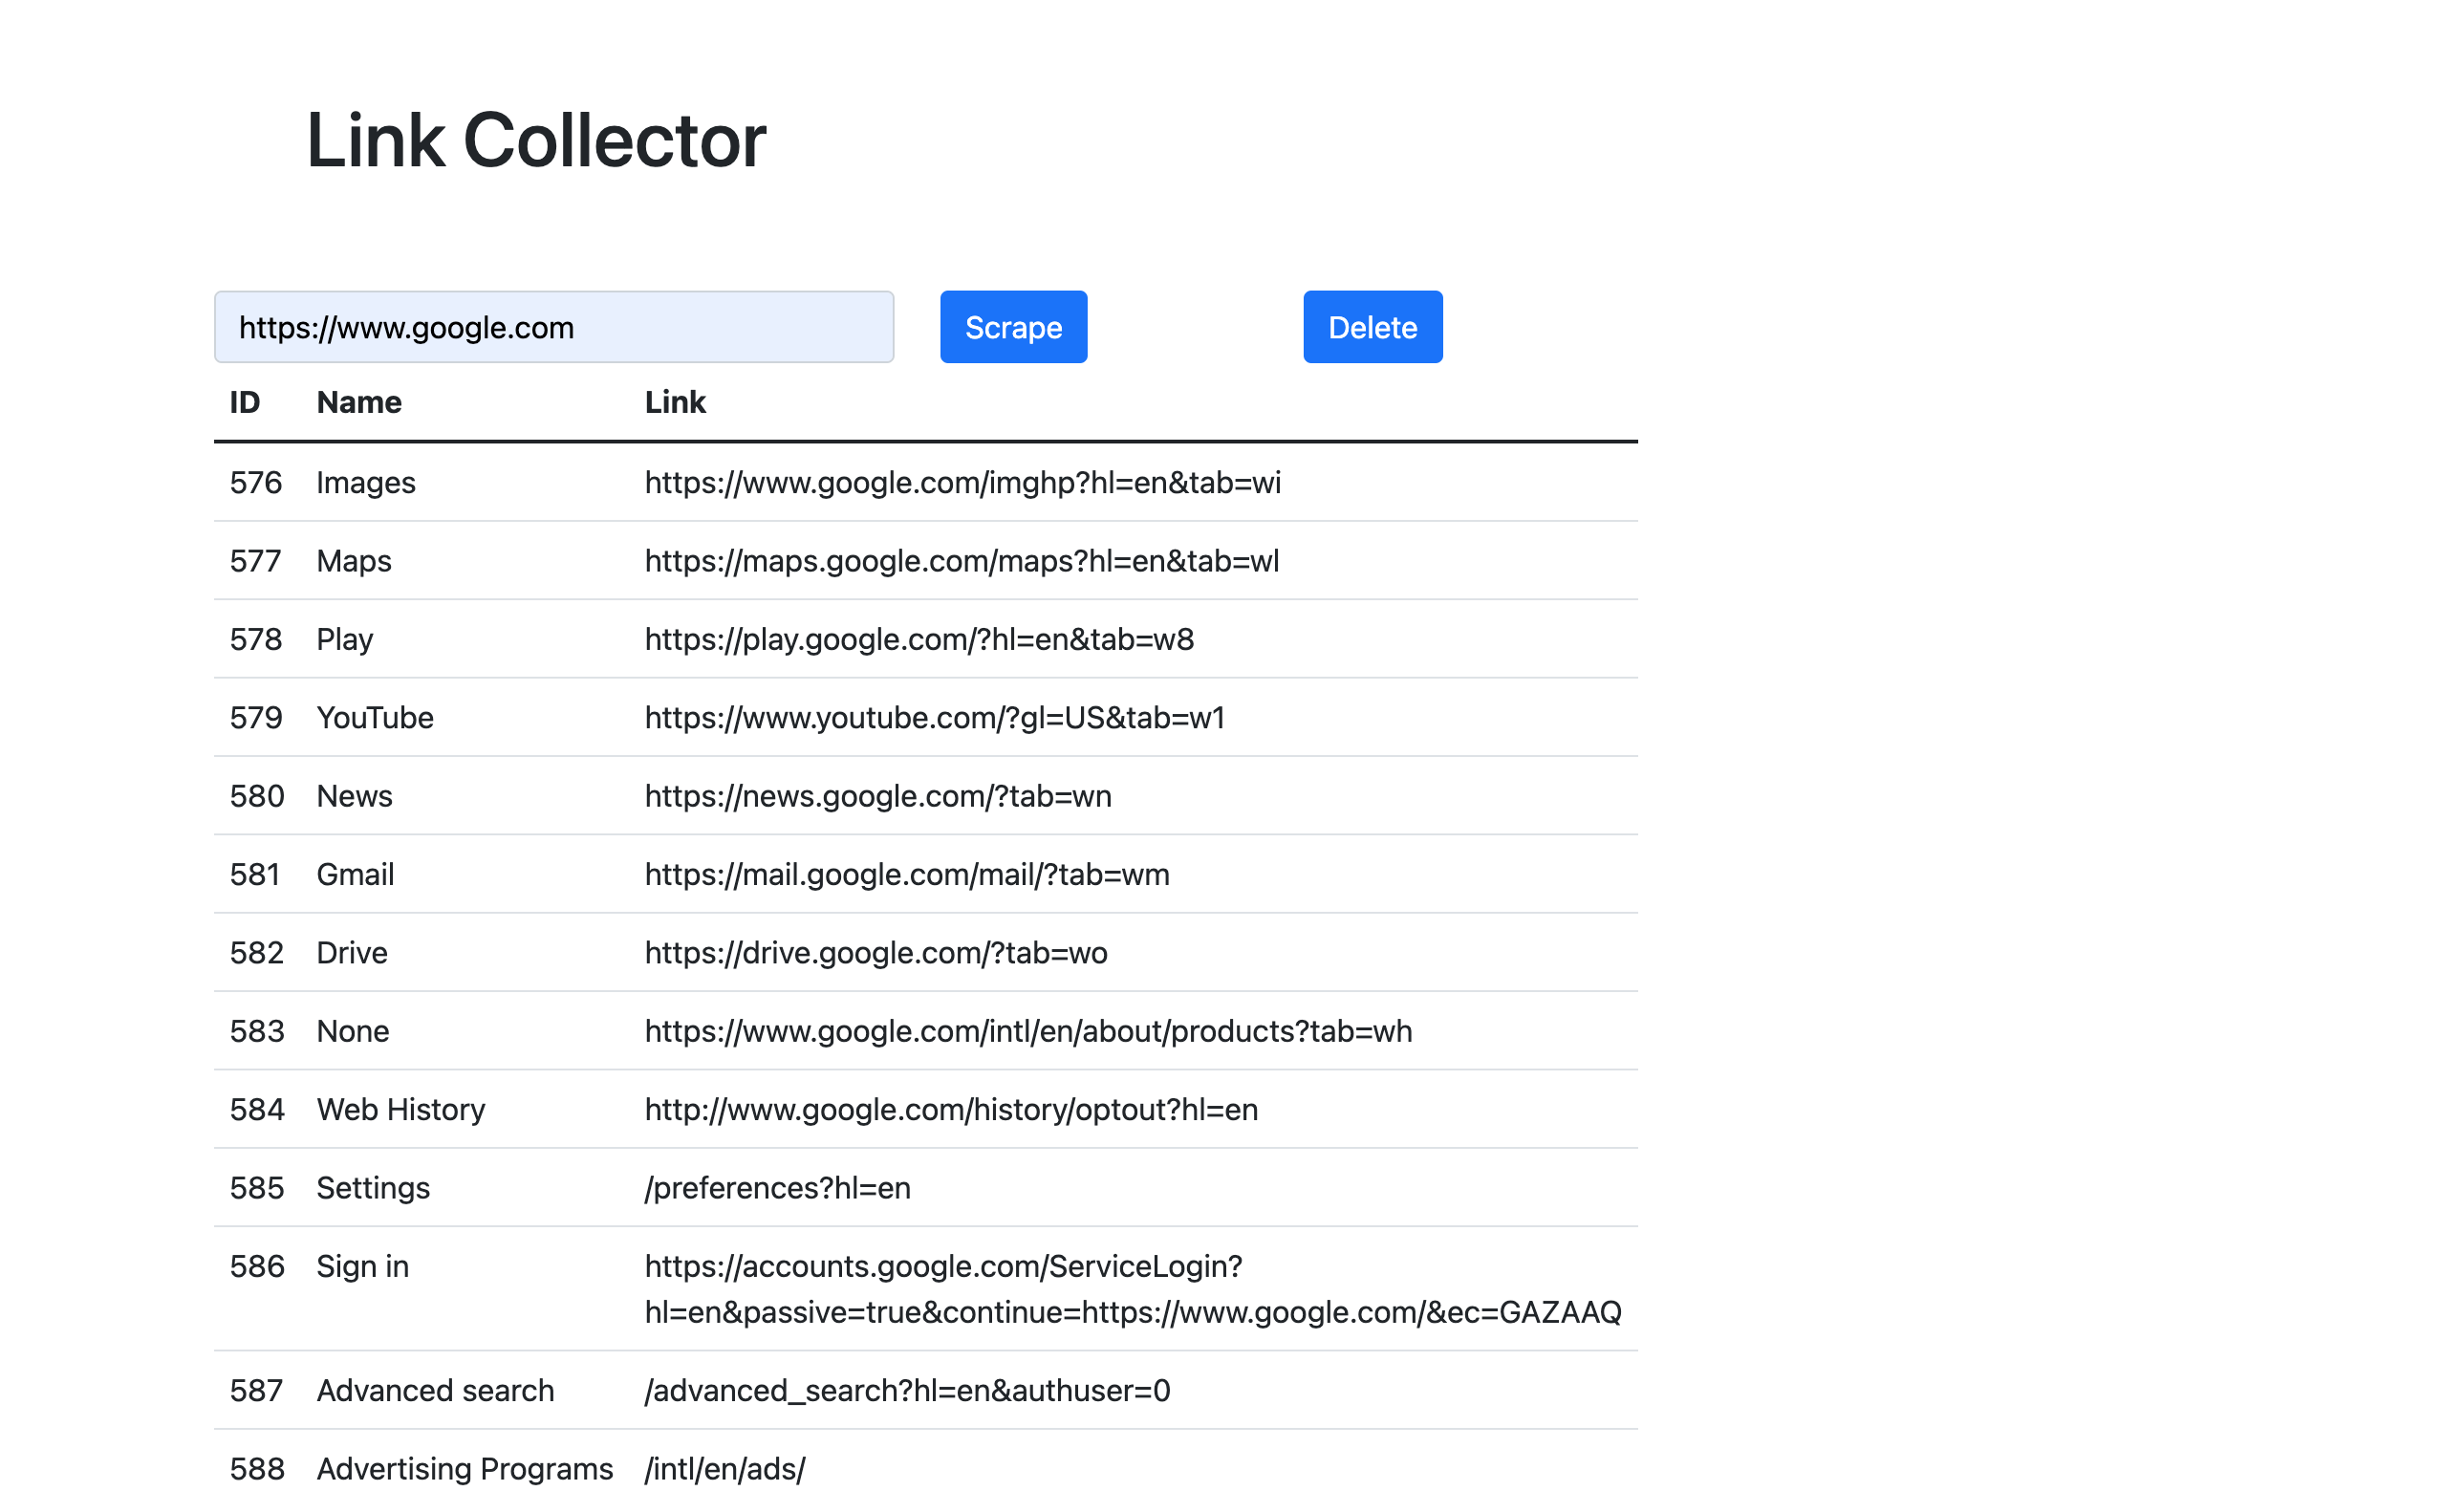 Link Collector
https://www.google.com Scrape Delete
ID Name Link
576 Images https://www.google.com/imghp?hl=en&tab=wi
577 Maps https://maps.google.com/maps?hl=en&tab=wl
578 Play https://play.google.com/?hl=en&tab=w8
579 YouTube https://www.youtube.com/?gl=US&tab=w1
580 News https://news.google.com/?tab=wn
581 Gmail https://mail.google.com/mail/?tab=wm
582 Drive https://drive.google.com/?tab=wo
583 None https://www.google.com/intl/en/about/products?tab=wh
584 Web History http://www.google.com/history/optout?hl=en
585 Settings /preferences?hl=en
586 Sign in https://accounts.google.com/ServiceLogin?
hl=en&passive=true&continue=https://www.google.com/&ec=GAZAAQ
587 Advanced search /advanced_search?hl=en&authuser=0
588 Advertising Programs /intl/en/ads/